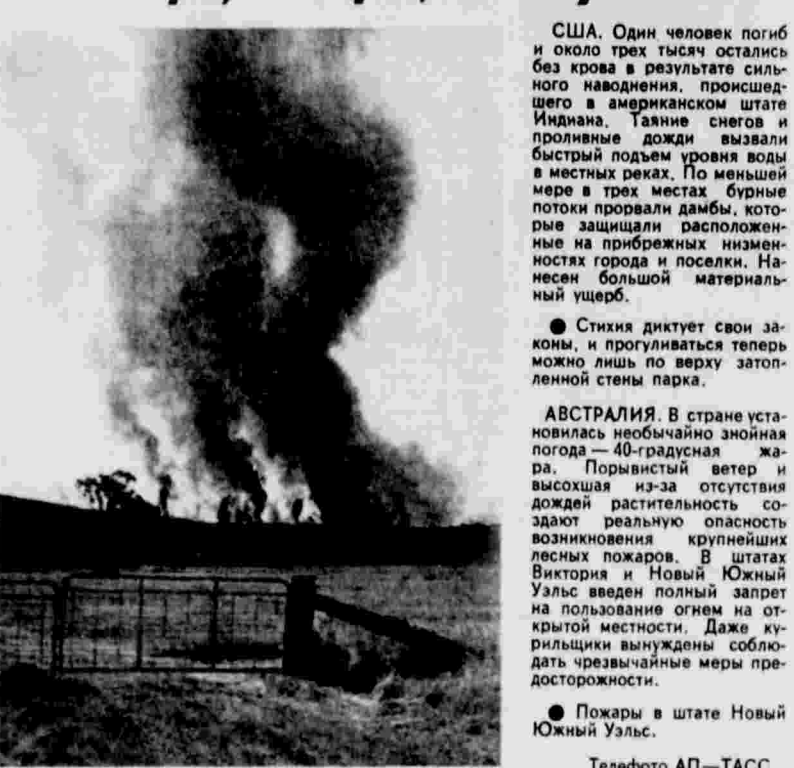 США. Один человек погиб
и около трех тысяч остались
без крова в результате силь-
ного наводнения, происшед-
шего в американском штате
Индиана. Таяние снегов и
проливные дожди вызвали
быстрый подъем уровня воды
в местных реках. По меньшей
мере в трех местах бурные
потоки прорвали дамбы, кото-
рые защищали расположен-
ные на прибрежных низмен-
ностях города и поселки. На-
несен большой материаль-
ный ущерб.
● Стихия диктует свои за-
коны, и прогуливаться теперь
можно лишь по верху затоп-
ленной стены парка.
АВСТРАЛИЯ. В стране уста-
новилась необычайно знойная
погода — 40-градусная жа-
ра. Порывистый ветер и
высохшая из-за отсутствия
дождей растительность со-
здают реальную опасность
возникновения крупнейших
лесных пожаров. В штатах
Виктория и Новый Южный
Уэльс введен полный запрет
на пользование огнем на от-
крытой местности. Даже ку-
рильщики вынуждены соблю-
дать чрезвычайные меры пре-
досторожности.
● Пожары в штате Новый
Южный Уэльс.
Телефото АП—ТАСС